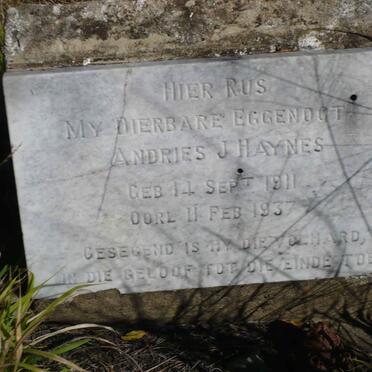 HIER RUS
MY DIERBARE EGGENOOT
ANDRIES J HAYNES
GEB 14 SEPT 1911
OORL 11 FEB 1937
GESEGEND IS HY DIE VOLHARD,
IN DIE GELOOF TOT DIE EINDE TOE